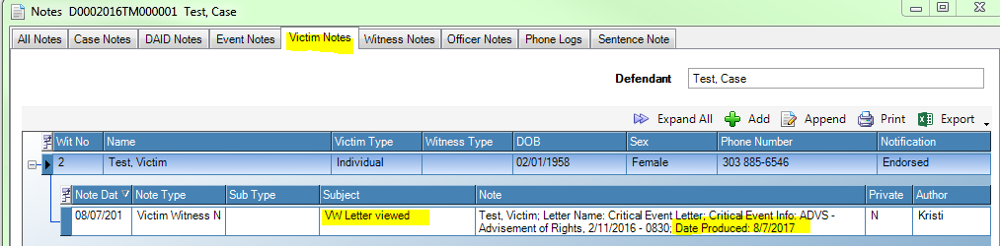 Notes D0002016TM000001 Test, Case
All Notes Case Notes DAID Notes Event Notes Victim Notes Witness Notes Officer Notes Phone Logs Sentence Note
Defendant Test, Case
Expand All Add Append Print Export
Wit No Name Victim Type Witness Type DOB Sex Phone Number Notification
2 Test, Victim Individual 02/01/1958 Female 303 885-6546 Endorsed
Note Dat Note Type Sub Type Subject Note Private Author
08/07/201 Victim Witness N VW Letter viewed Test, Victim; Letter Name: Critical Event Letter; Critical Event Info: ADVS - N Kristi
Advisement of Rights, 2/11/2016 - 0830; Date Produced: 8/7/2017